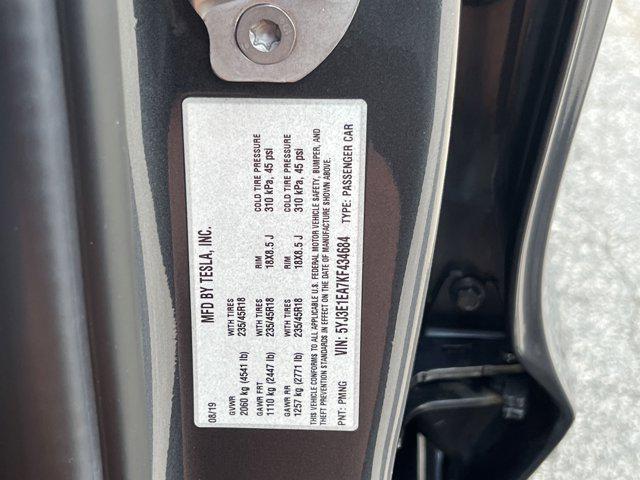 08/19 MFD BY TESLA, INC.
GVWR WITH TIRES RIM COLD TIRE PRESSURE
2060 kg (4541 lb) 235/45R18 18X8.5 J 310 kPa, 45 psi
GAWR FRT WITH TIRES RIM COLD TIRE PRESSURE
1110 kg (2447 lb) 235/45R18 18X8.5 J 310 kPa, 45 psi
GAWR RR WITH TIRES
1257 kg (2771 lb) 235/45R18
THIS VEHICLE CONFORMS TO ALL APPLICABLE U.S. FEDERAL MOTOR VEHICLE SAFETY, BUMPER, AND
THEFT PREVENTION STANDARDS IN EFFECT ON THE DATE OF MANUFACTURE SHOWN ABOVE.
PNT: PMNG VIN: 5YJ3E1EA7KF434684 TYPE: PASSENGER CAR